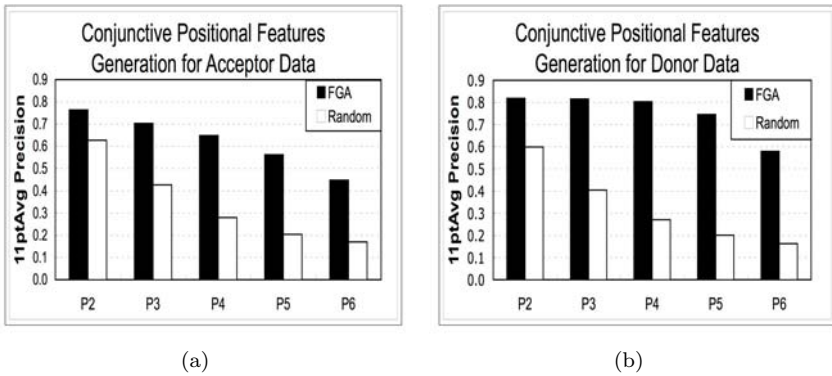 Conjunctive Positional Features
Generation for Acceptor Data
11ptAvg Precision
0.9
0.8
0.7
0.6
0.5
0.4
0.3
0.2
0.1
0.0
FGA
Random
P2 P3 P4 P5 P6
(a)
Conjunctive Positional Features
Generation for Donor Data
11ptAvg Precision
0.9
0.8
0.7
0.6
0.5
0.4
0.3
0.2
0.1
0.0
FGA
Random
P2 P3 P4 P5 P6
(b)